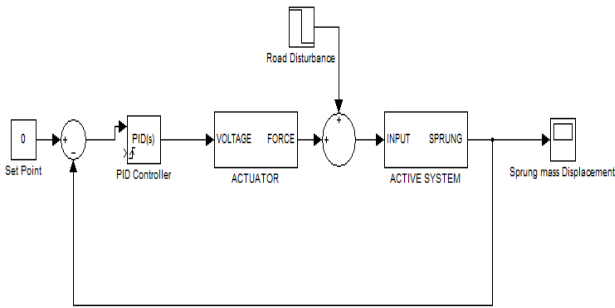 Road Disturbance
0
Set Point
+
−
PID(s)
PID Controller
VOLTAGE FORCE
ACTUATOR
+
+
INPUT SPRUNG
ACTIVE SYSTEM
Sprung mass Displacement